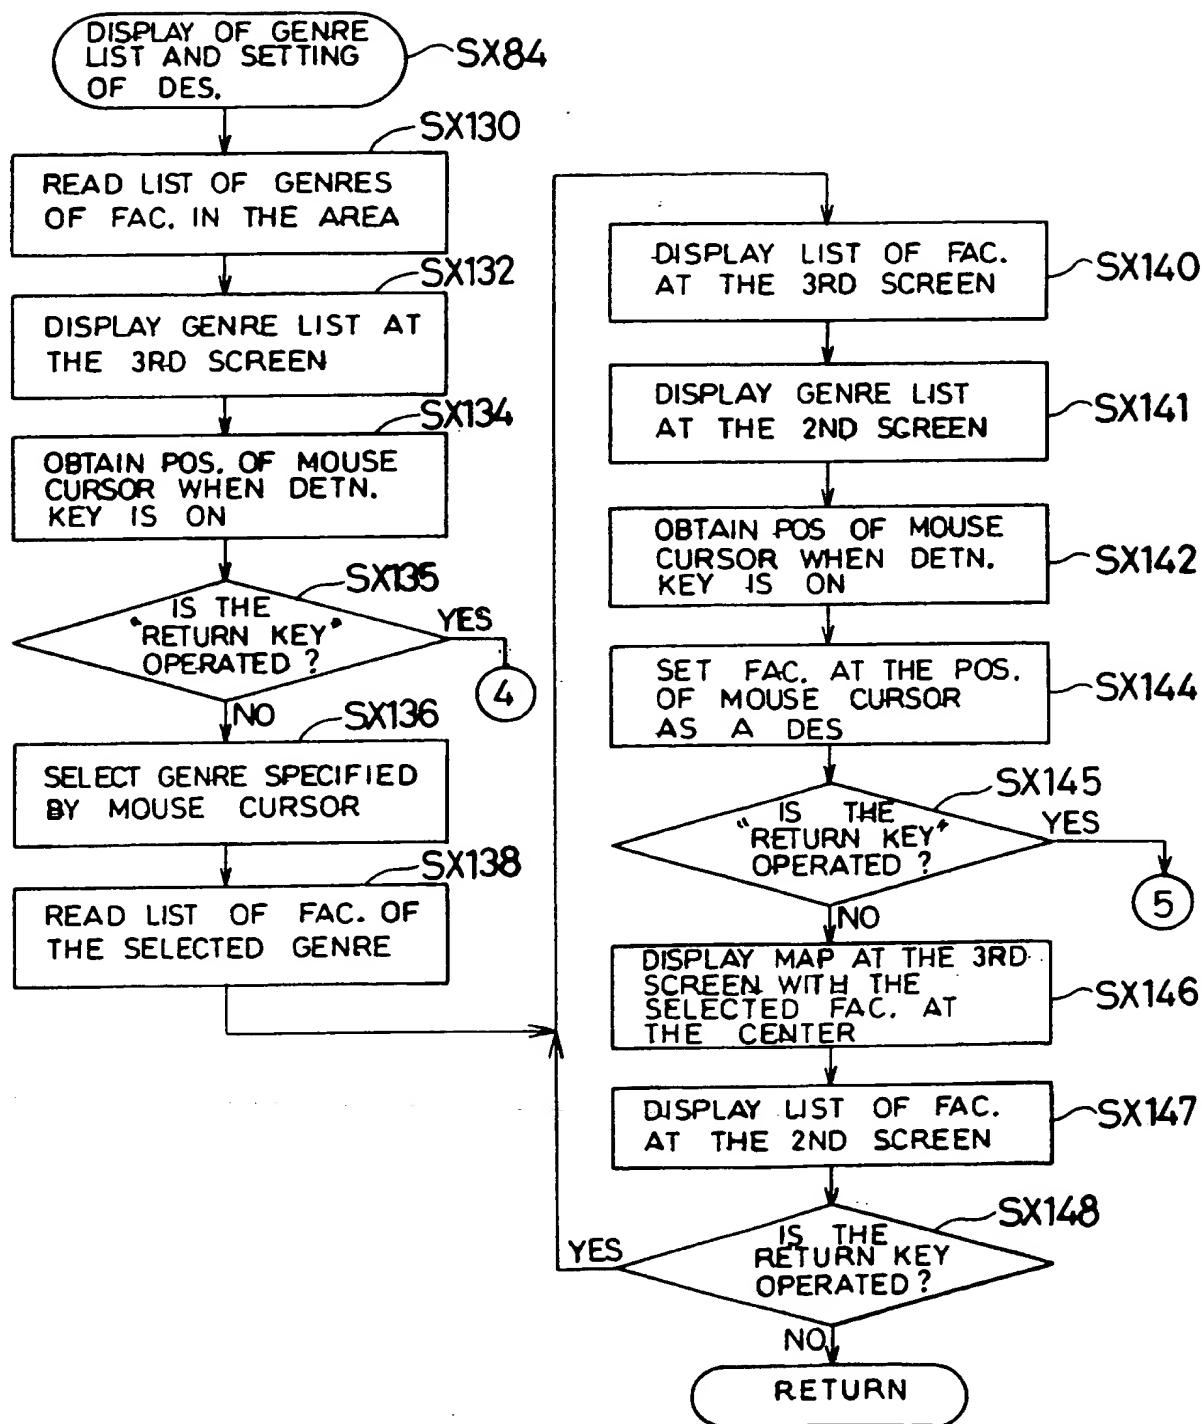 DISPLAY OF GENRE
LIST AND SETTING
OF DES.
SX84
SX130
READ LIST OF GENRES
OF FAC. IN THE AREA
SX132
DISPLAY GENRE LIST AT
THE 3RD SCREEN
SX134
OBTAIN POS. OF MOUSE
CURSOR WHEN DETN.
KEY IS ON
SX135
IS THE
"RETURN KEY"
OPERATED?
YES
4
NO
SX136
SELECT GENRE SPECIFIED
BY MOUSE CURSOR
SX138
READ LIST OF FAC. OF
THE SELECTED GENRE
DISPLAY LIST OF FAC.
AT THE 3RD SCREEN
SX140
DISPLAY GENRE LIST
AT THE 2ND SCREEN
SX141
OBTAIN POS OF MOUSE
CURSOR WHEN DETN.
KEY IS ON
SX142
SET FAC. AT THE POS.
OF MOUSE CURSOR
AS A DES
SX144
SX145
IS THE
"RETURN KEY"
OPERATED?
YES
5
NO
DISPLAY MAP AT THE 3RD
SCREEN WITH THE
SELECTED FAC. AT
THE CENTER
SX146
DISPLAY LIST OF FAC.
AT THE 2ND SCREEN
SX147
SX148
IS THE
RETURN KEY
OPERATED?
YES
NO
RETURN